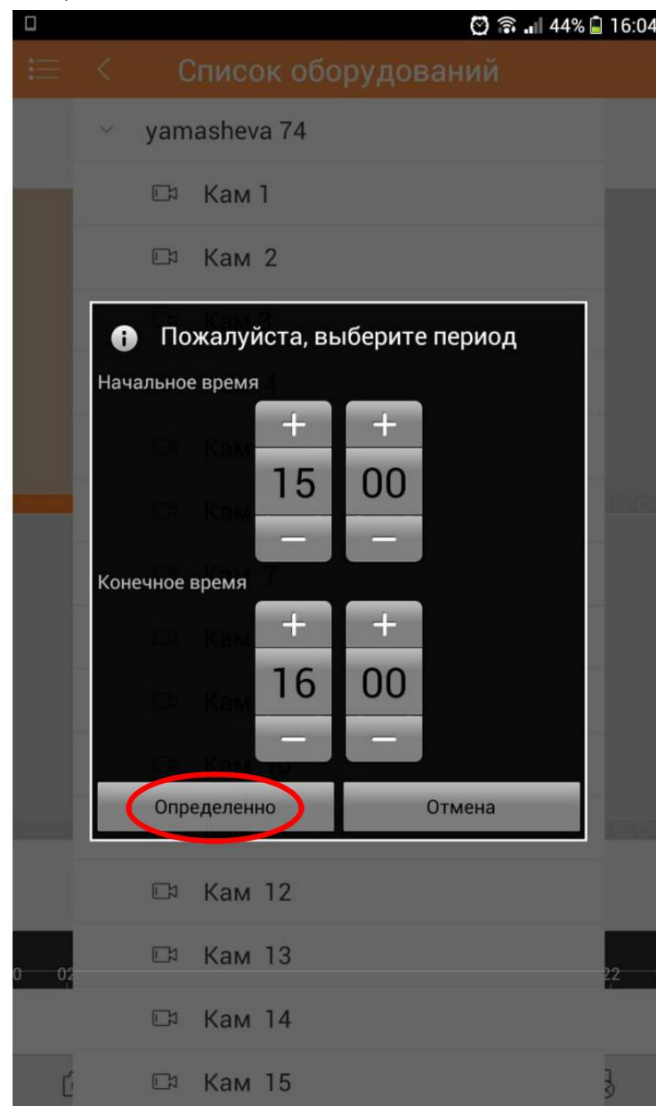 44% 16:04
Список оборудований
yamasheva 74
Кам 1
Кам 2
Пожалуйста, выберите период
Начальное время
+ +
15 00
− −
Конечное время
+ +
16 00
− −
Определенно Отмена
Кам 12
Кам 13
Кам 14
Кам 15